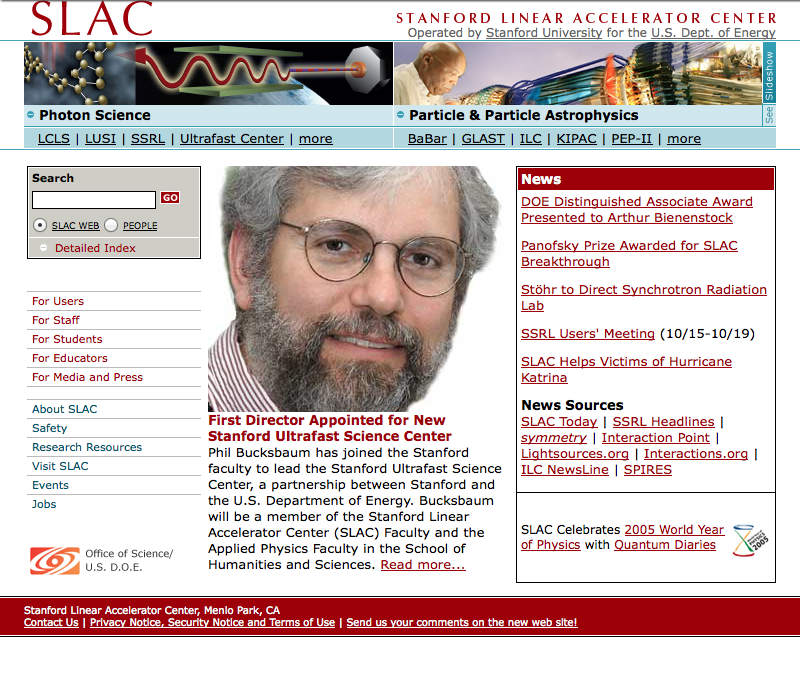 SLAC
STANFORD LINEAR ACCELERATOR CENTER
Operated by Stanford University for the U.S. Dept. of Energy
See Slideshow
Photon Science
LCLS | LUSI | SSRL | Ultrafast Center | more
Particle & Particle Astrophysics
BaBar | GLAST | ILC | KIPAC | PEP-II | more
Search
GO
SLAC WEB PEOPLE
Detailed Index
For Users
For Staff
For Students
For Educators
For Media and Press
About SLAC
Safety
Research Resources
Visit SLAC
Events
Jobs
Office of Science/
U.S. D.O.E.
First Director Appointed for New
Stanford Ultrafast Science Center
Phil Bucksbaum has joined the Stanford
faculty to lead the Stanford Ultrafast Science
Center, a partnership between Stanford and
the U.S. Department of Energy. Bucksbaum
will be a member of the Stanford Linear
Accelerator Center (SLAC) Faculty and the
Applied Physics Faculty in the School of
Humanities and Sciences. Read more...
News
DOE Distinguished Associate Award
Presented to Arthur Bienenstock
Panofsky Prize Awarded for SLAC
Breakthrough
Stöhr to Direct Synchrotron Radiation
Lab
SSRL Users' Meeting (10/15-10/19)
SLAC Helps Victims of Hurricane
Katrina
News Sources
SLAC Today | SSRL Headlines |
symmetry | Interaction Point |
Lightsources.org | Interactions.org |
ILC NewsLine | SPIRES
SLAC Celebrates 2005 World Year
of Physics with Quantum Diaries
2005
Stanford Linear Accelerator Center, Menlo Park, CA
Contact Us | Privacy Notice, Security Notice and Terms of Use | Send us your comments on the new web site!